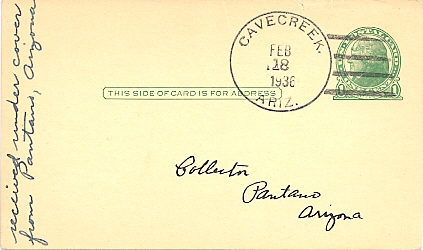 received under cover
from Pantano, Arizona
CAVECREEK.
FEB
18
1936
ARIZ.
THIS SIDE OF CARD IS FOR ADDRESS
Collector
Pantano
Arizona